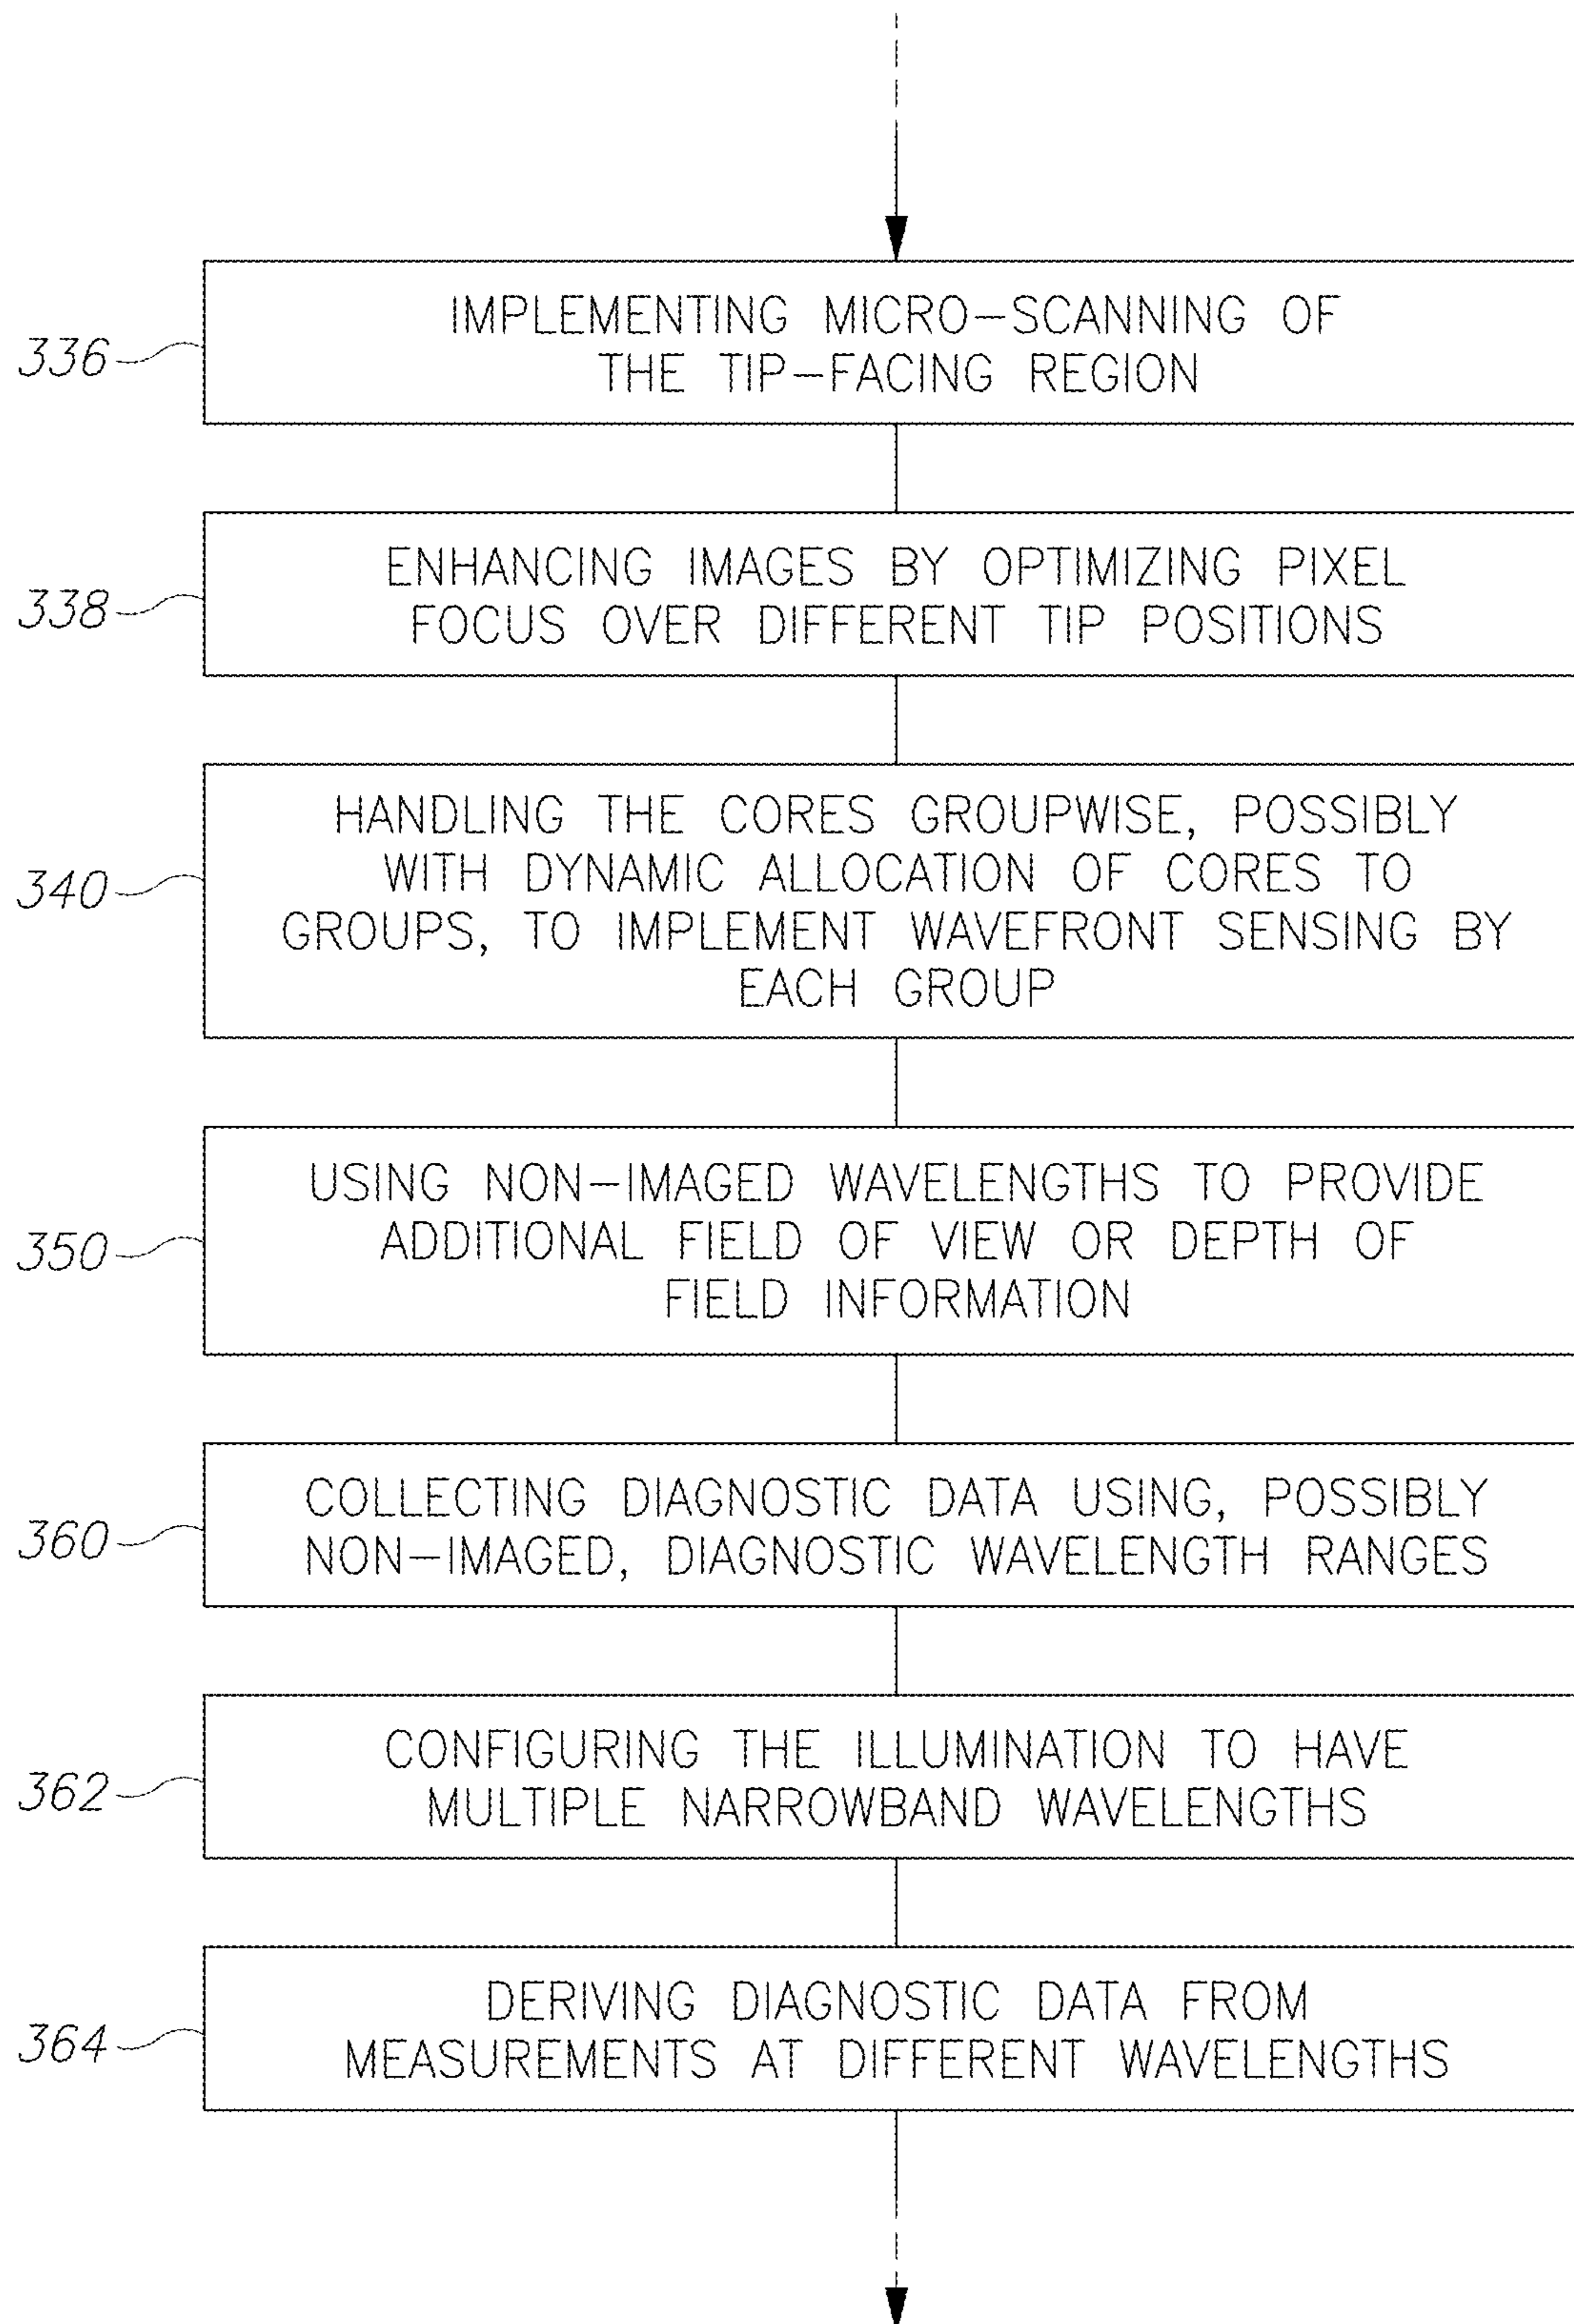 336
IMPLEMENTING MICRO-SCANNING OF
THE TIP-FACING REGION
338
ENHANCING IMAGES BY OPTIMIZING PIXEL
FOCUS OVER DIFFERENT TIP POSITIONS
340
HANDLING THE CORES GROUPWISE, POSSIBLY
WITH DYNAMIC ALLOCATION OF CORES TO
GROUPS, TO IMPLEMENT WAVEFRONT SENSING BY
EACH GROUP
350
USING NON-IMAGED WAVELENGTHS TO PROVIDE
ADDITIONAL FIELD OF VIEW OR DEPTH OF
FIELD INFORMATION
360
COLLECTING DIAGNOSTIC DATA USING, POSSIBLY
NON-IMAGED, DIAGNOSTIC WAVELENGTH RANGES
362
CONFIGURING THE ILLUMINATION TO HAVE
MULTIPLE NARROWBAND WAVELENGTHS
364
DERIVING DIAGNOSTIC DATA FROM
MEASUREMENTS AT DIFFERENT WAVELENGTHS